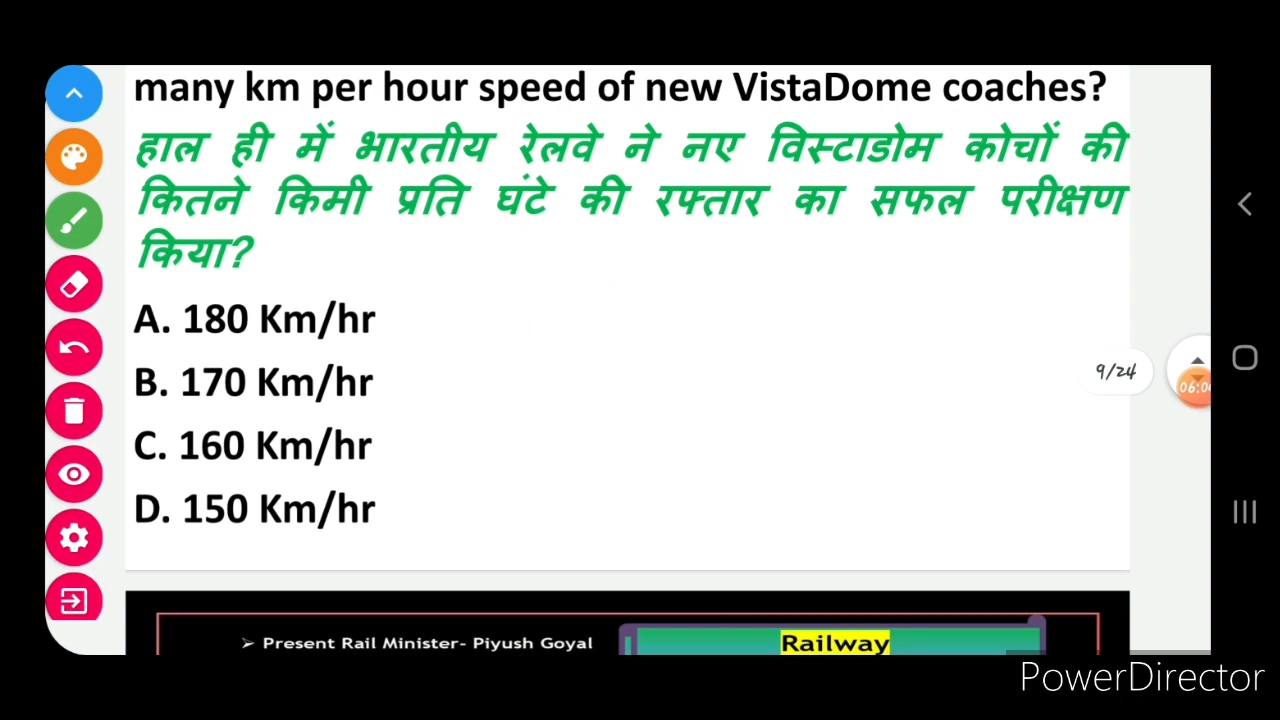 many km per hour speed of new VistaDome coaches?
हाल ही में भारतीय रेलवे ने नए विस्टाडोम कोचों की
कितने किमी प्रति घंटे की रफ्तार का सफल परीक्षण
किया?
A. 180 Km/hr
B. 170 Km/hr
C. 160 Km/hr
D. 150 Km/hr
9/24
➢ Present Rail Minister- Piyush Goyal
Railway
PowerDirector